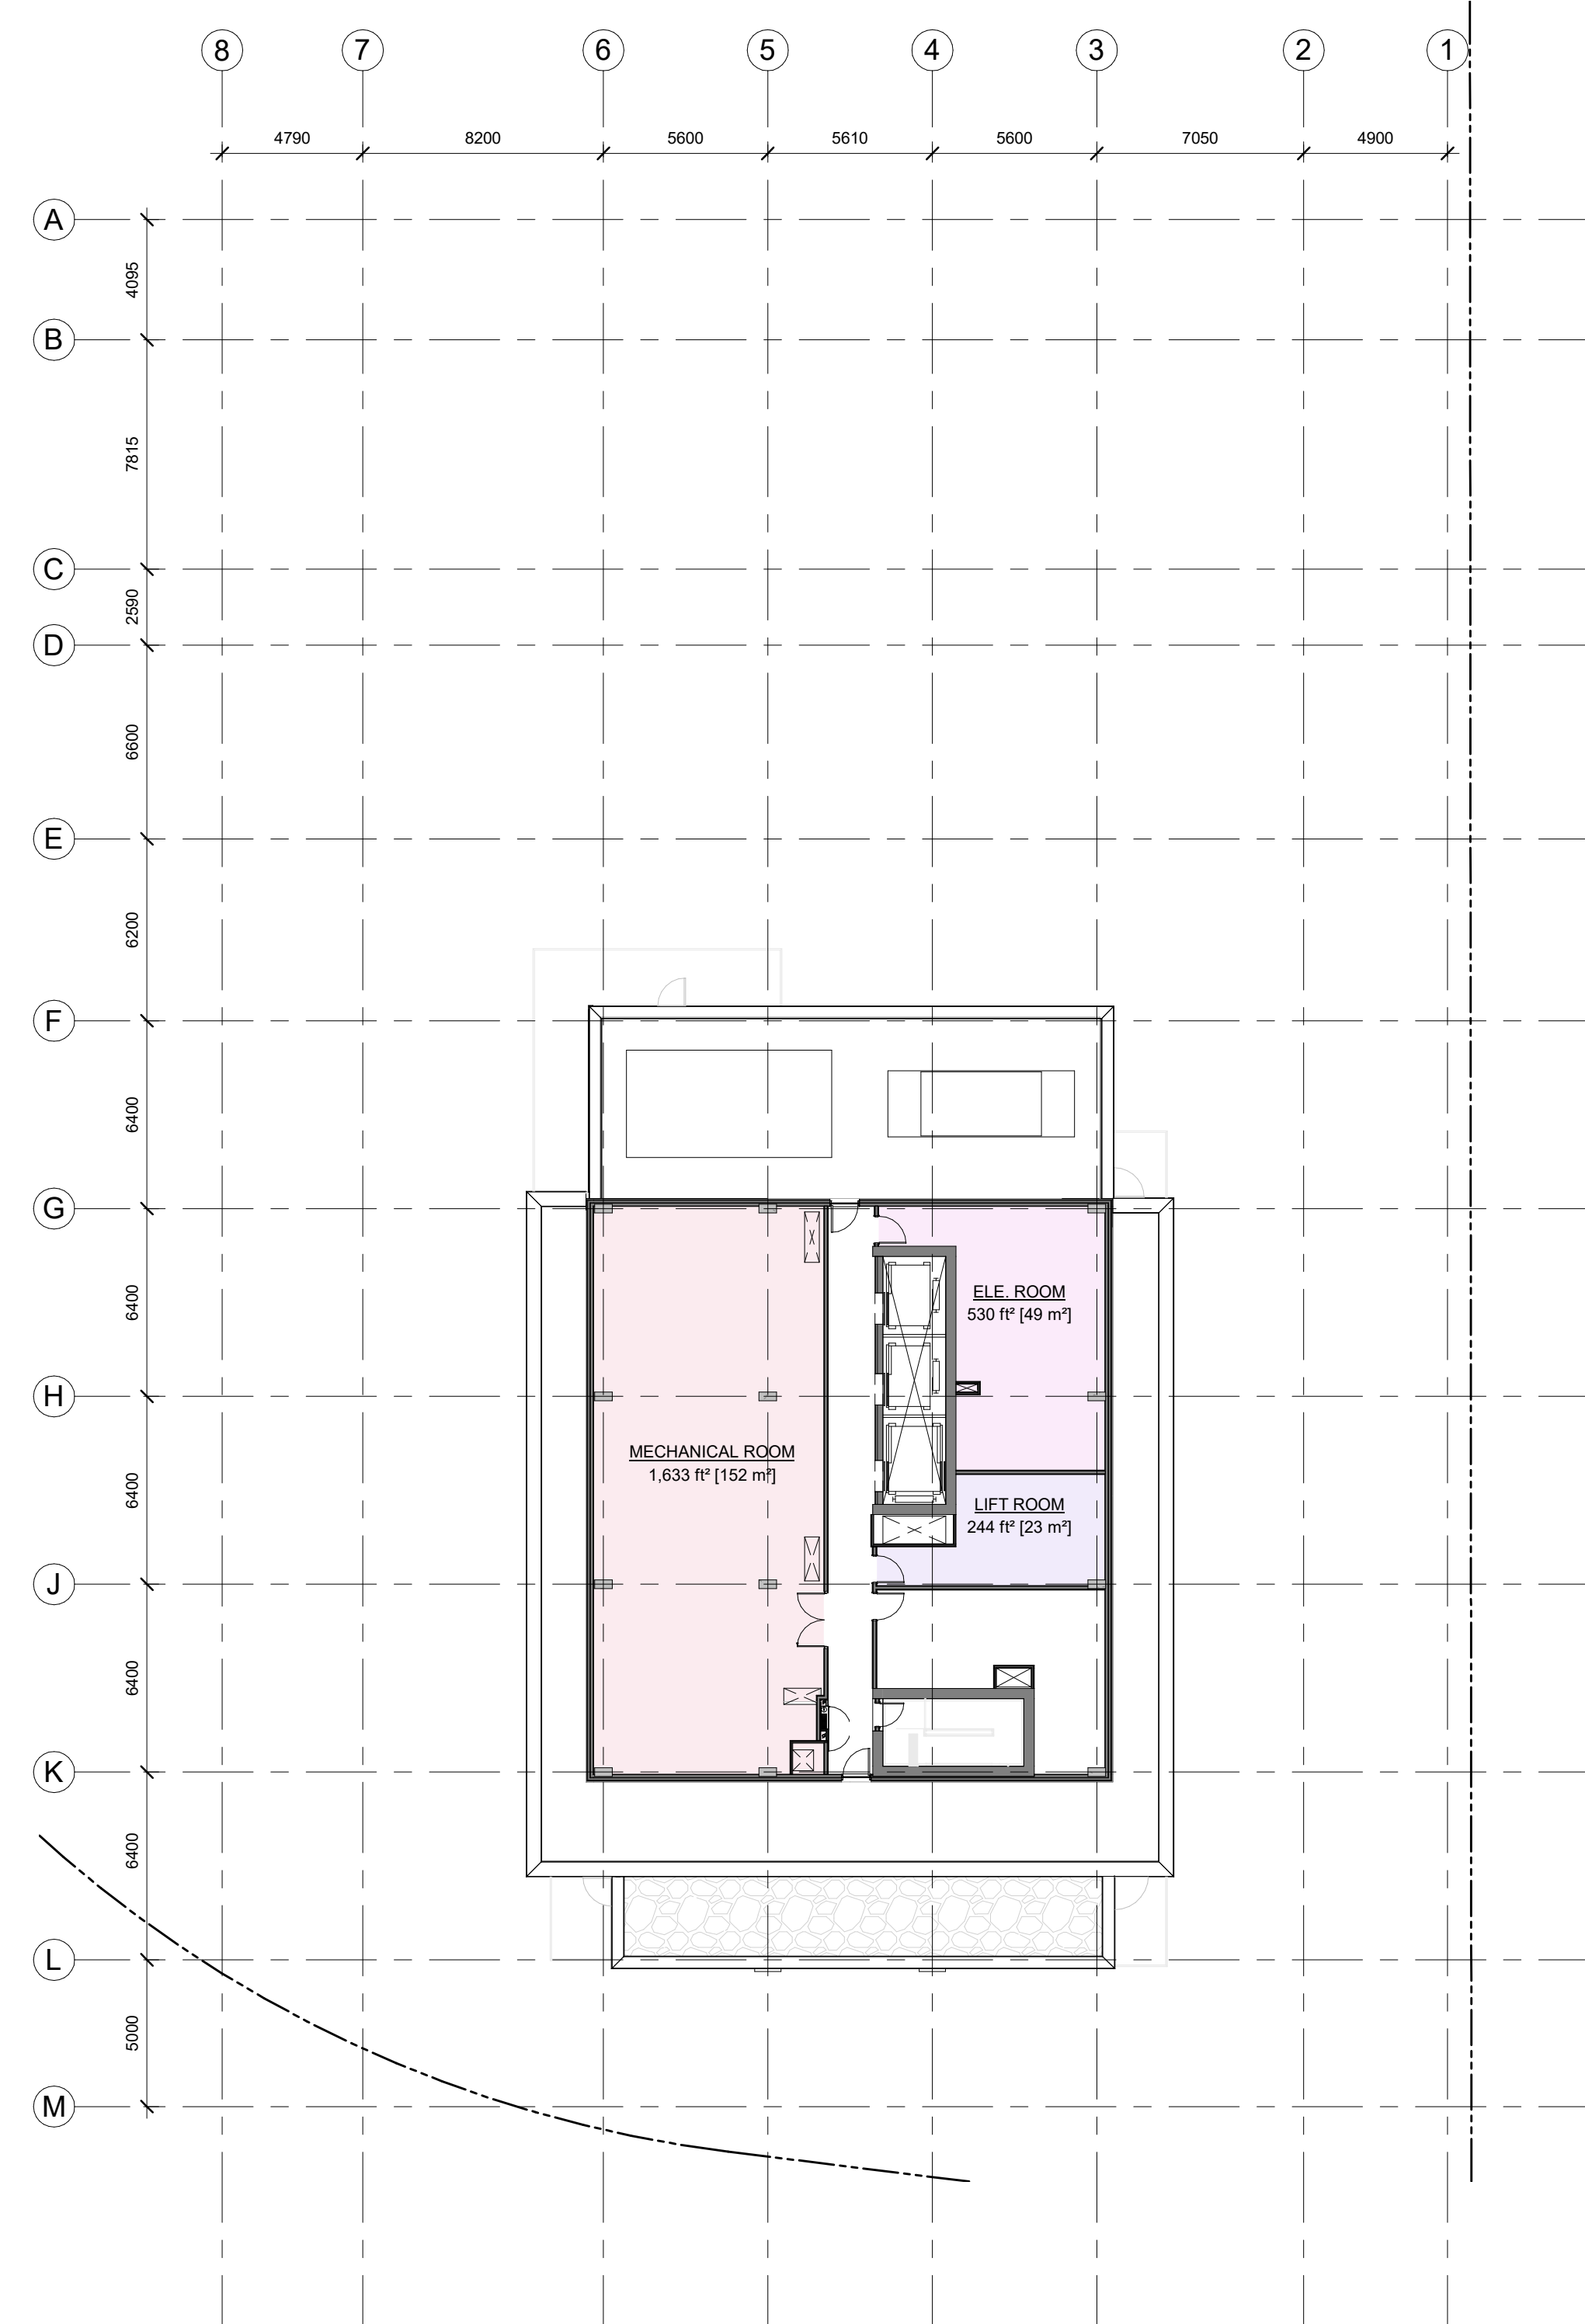 8 7 6 5 4 3 2 1
4790 8200 5600 5610 5600 7050 4900
A
4095
B
7815
C
2590
D
6600
E
6200
F
6400
G
6400
ELE. ROOM
530 ft² [49 m²]
H
MECHANICAL ROOM
1,633 ft² [152 m²]
6400
LIFT ROOM
244 ft² [23 m²]
J
6400
K
6400
L
5000
M